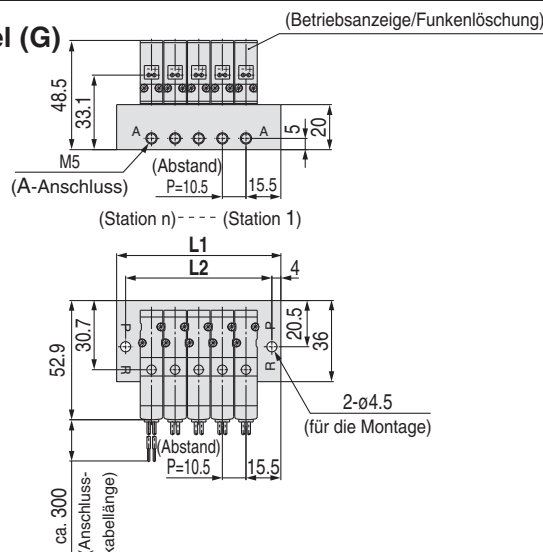 el (G)
(Betriebsanzeige/Funkenlöschung)
48.5
33.1
A
A
5
20
M5
(A-Anschluss)
(Abstand)
P=10.5
15.5
(Station n)---- (Station 1)
L1
L2
4
P
P
R
R
52.9
30.7
20.5
36
2-ø4.5
(für die Montage)
(Abstand)
P=10.5
15.5
ca. 300
(Anschluss-
kabellänge)